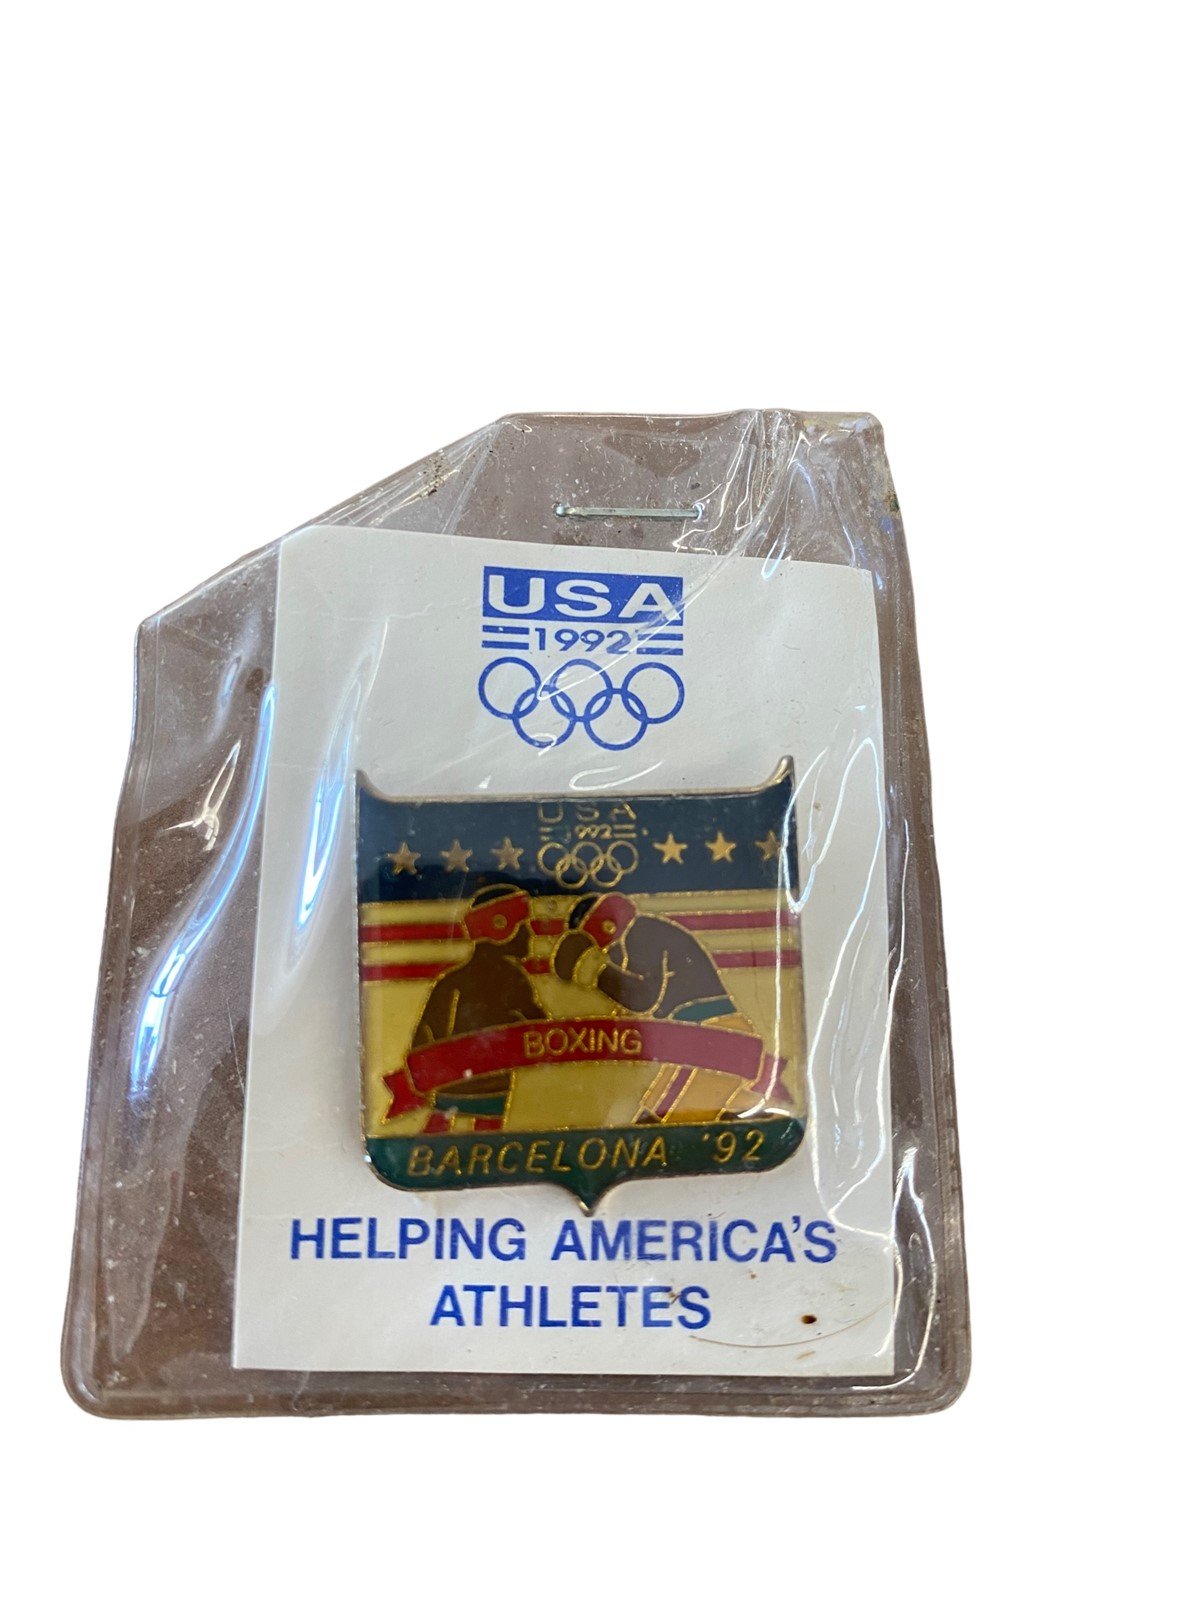 USA
1992
USA
1992
BOXING
BARCELONA '92
HELPING AMERICA'S
ATHLETES